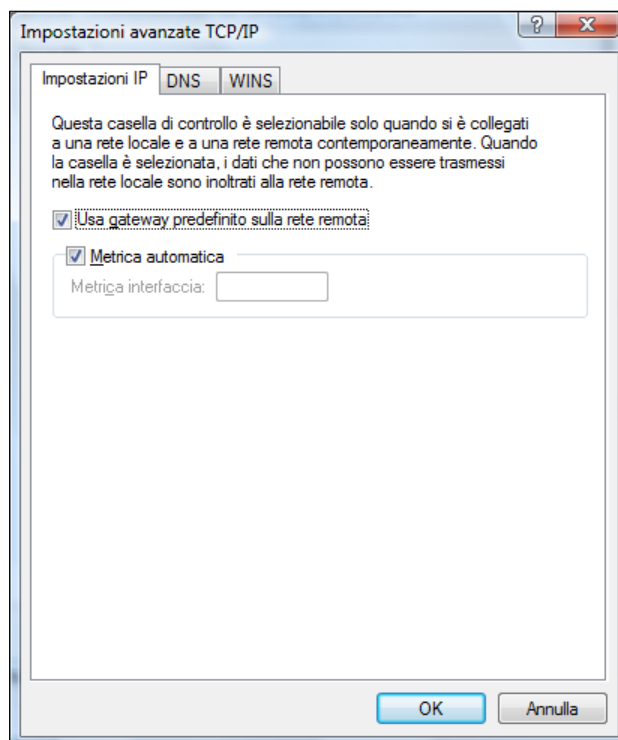 Impostazioni avanzate TCP/IP
Impostazioni IP DNS WINS
Questa casella di controllo è selezionabile solo quando si è collegati
a una rete locale e a una rete remota contemporaneamente. Quando
la casella è selezionata, i dati che non possono essere trasmessi
nella rete locale sono inoltrati alla rete remota.
Usa gateway predefinito sulla rete remota
Metrica automatica
Metrica interfaccia:
OK Annulla